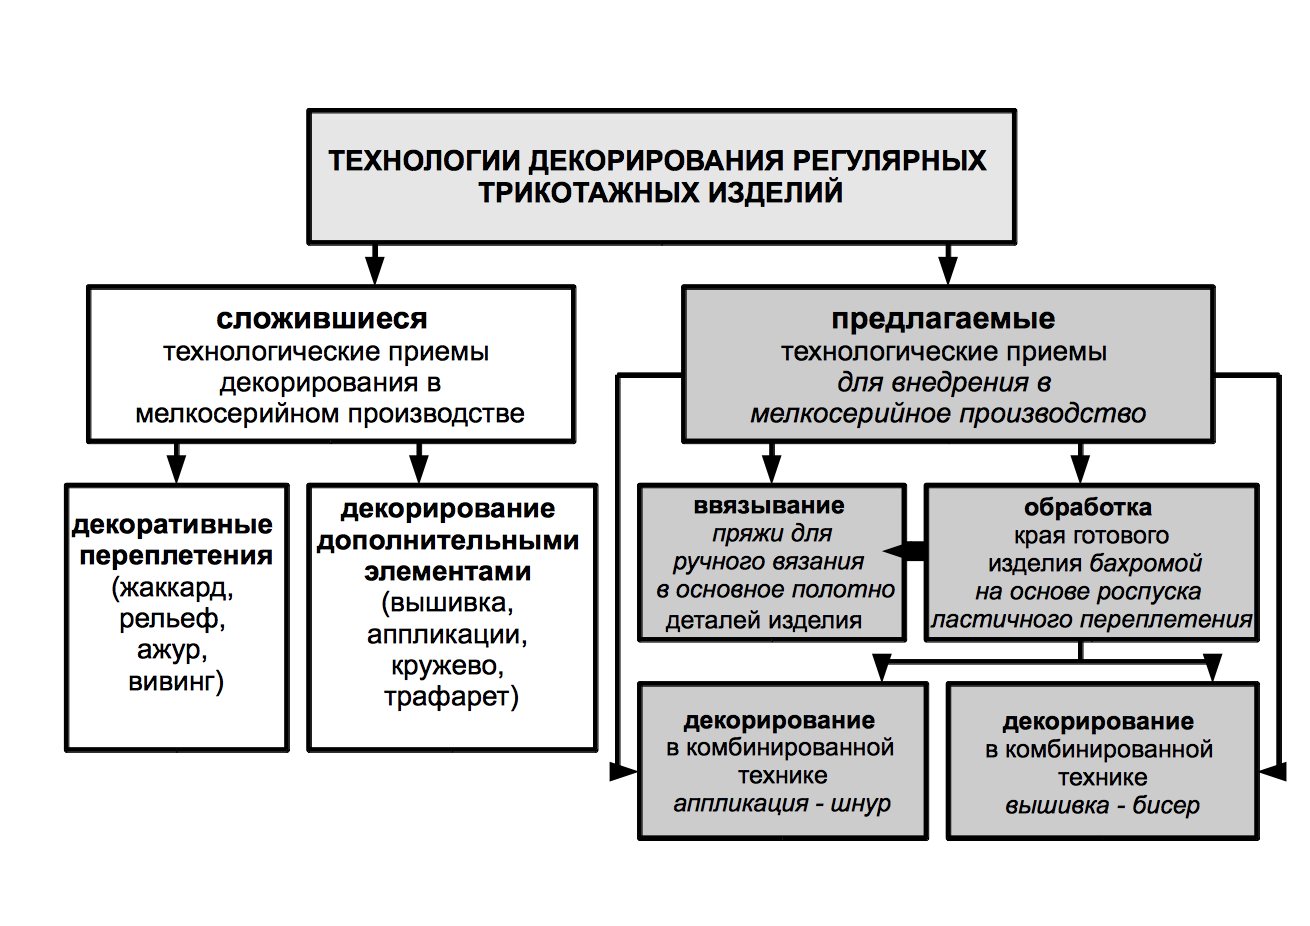 ТЕХНОЛОГИИ ДЕКОРИРОВАНИЯ РЕГУЛЯРНЫХ
ТРИКОТАЖНЫХ ИЗДЕЛИЙ
сложившиеся
технологические приемы
декорирования в
мелкосерийном производстве
предлагаемые
технологические приемы
для внедрения в
мелкосерийное производство
декоративные
переплетения
(жаккард,
рельеф,
ажур,
вивинг)
декорирование
дополнительными
элементами
(вышивка,
аппликации,
кружево,
трафарет)
ввязывание
пряжи для
ручного вязания
в основное полотно
деталей изделия
обработка
края готового
изделия бахромой
на основе роспуска
ластичного переплетения
декорирование
в комбинированной
технике
аппликация - шнур
декорирование
в комбинированной
технике
вышивка - бисер